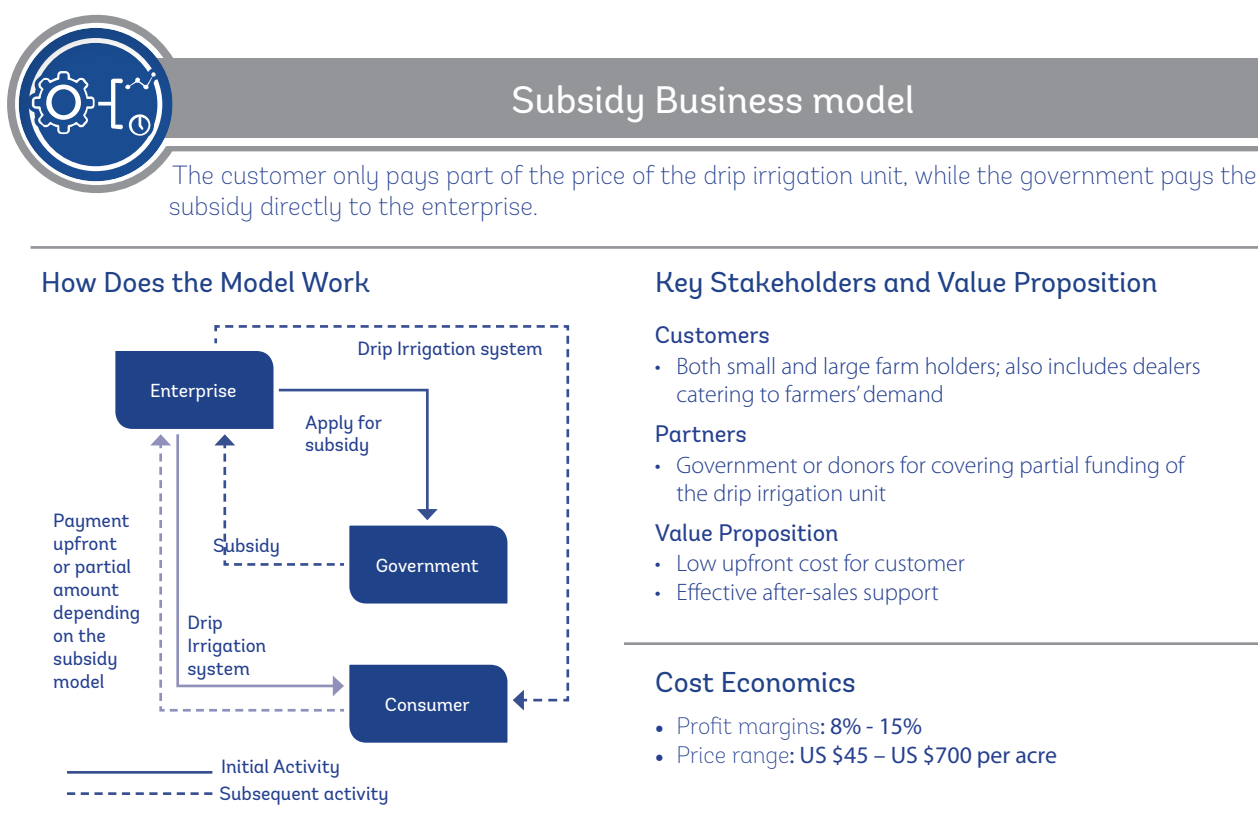 Subsidy Business model
The customer only pays part of the price of the drip irrigation unit, while the government pays the
subsidy directly to the enterprise.
How Does the Model Work
Drip Irrigation system
Enterprise
Apply for
subsidy
Payment
upfront
or partial
amount
depending
on the
subsidy
model
Subsidy
Government
Drip
Irrigation
system
Consumer
Initial Activity
Subsequent activity
Key Stakeholders and Value Proposition
Customers
• Both small and large farm holders; also includes dealers
catering to farmers' demand
Partners
• Government or donors for covering partial funding of
the drip irrigation unit
Value Proposition
• Low upfront cost for customer
• Effective after-sales support
Cost Economics
• Profit margins: 8% - 15%
• Price range: US $45 – US $700 per acre